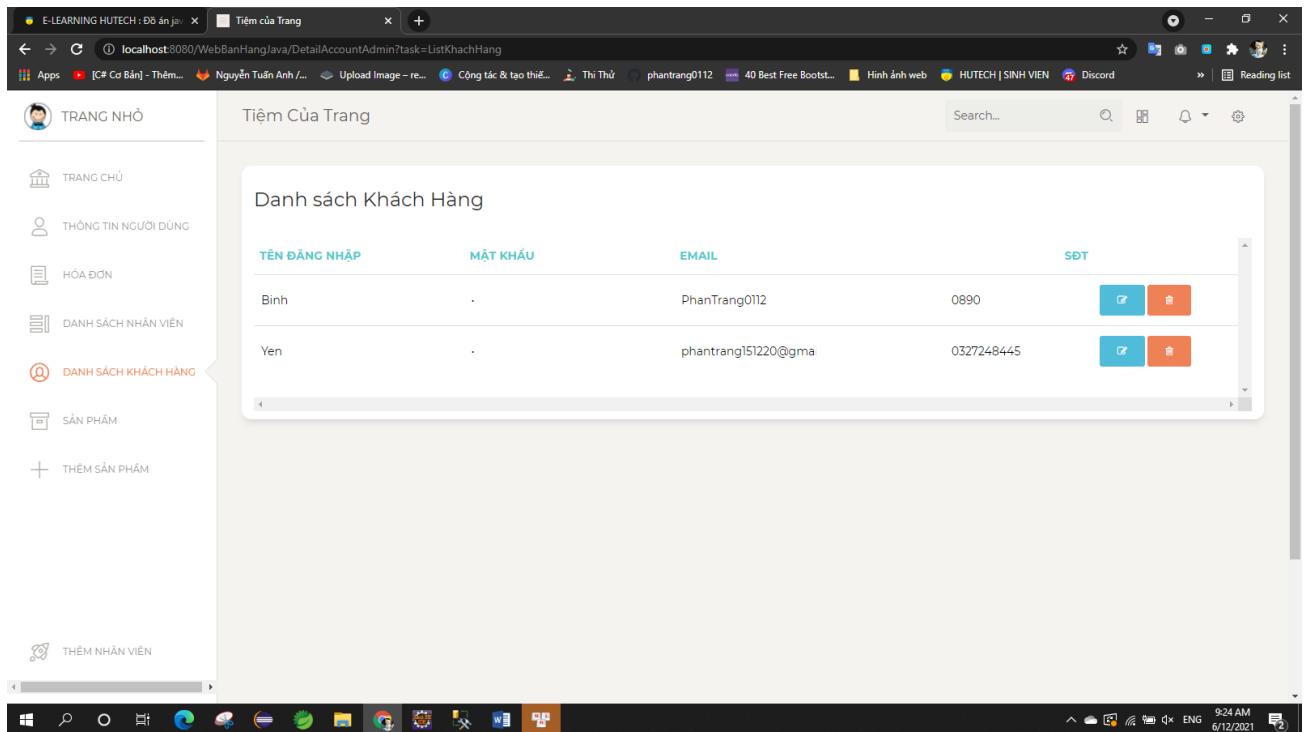 E-LEARNING HUTECH : Đồ án jav
Tiệm của Trang
localhost:8080/WebBanHangJava/DetailAccountAdmin?task=ListKhachHang
Apps [C# Cơ Bản] - Thêm... Nguyễn Tuấn Anh /... Upload Image – re... Cộng tác & tạo thiế... Thi Thử phantrang0112 40 Best Free Bootst... Hình ảnh web HUTECH | SINH VIEN Discord » Reading list
TRANG NHỎ
Tiệm Của Trang
Search...
TRANG CHỦ
THÔNG TIN NGƯỜI DÙNG
HÓA ĐƠN
DANH SÁCH NHÂN VIÊN
DANH SÁCH KHÁCH HÀNG
SẢN PHẨM
THÊM SẢN PHẨM
THÊM NHÂN VIÊN
Danh sách Khách Hàng
TÊN ĐĂNG NHẬP MẬT KHẨU EMAIL SĐT
Binh . PhanTrang0112 0890
Yen . phantrang151220@gma 0327248445
ENG
9:24 AM
6/12/2021
2